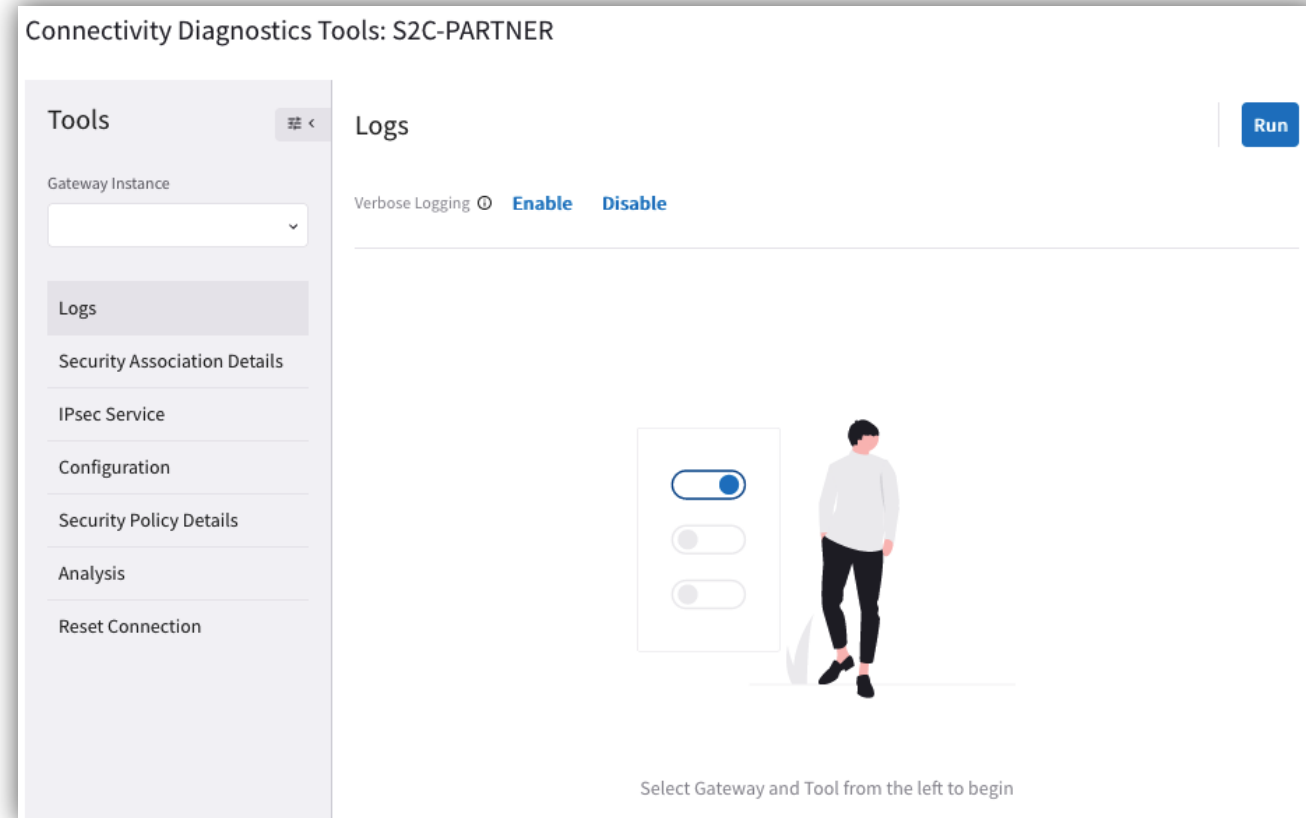 Connectivity Diagnostics Tools: S2C-PARTNER
Tools
Gateway Instance
Logs
Security Association Details
IPsec Service
Configuration
Security Policy Details
Analysis
Reset Connection
Logs
Run
Verbose Logging Enable Disable
Select Gateway and Tool from the left to begin